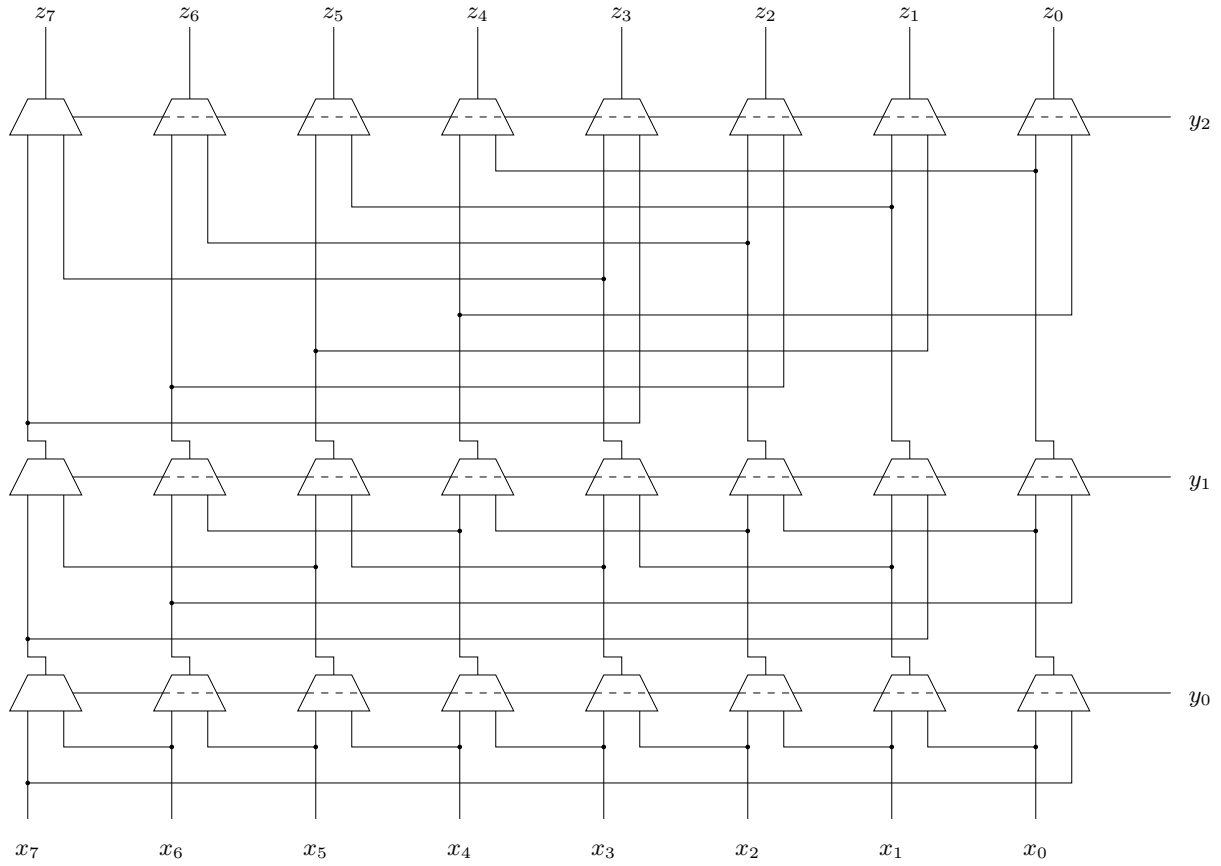 z₇ z₆ z₅ z₄ z₃ z₂ z₁ z₀
y₂
y₁
y₀
x₇ x₆ x₅ x₄ x₃ x₂ x₁ x₀